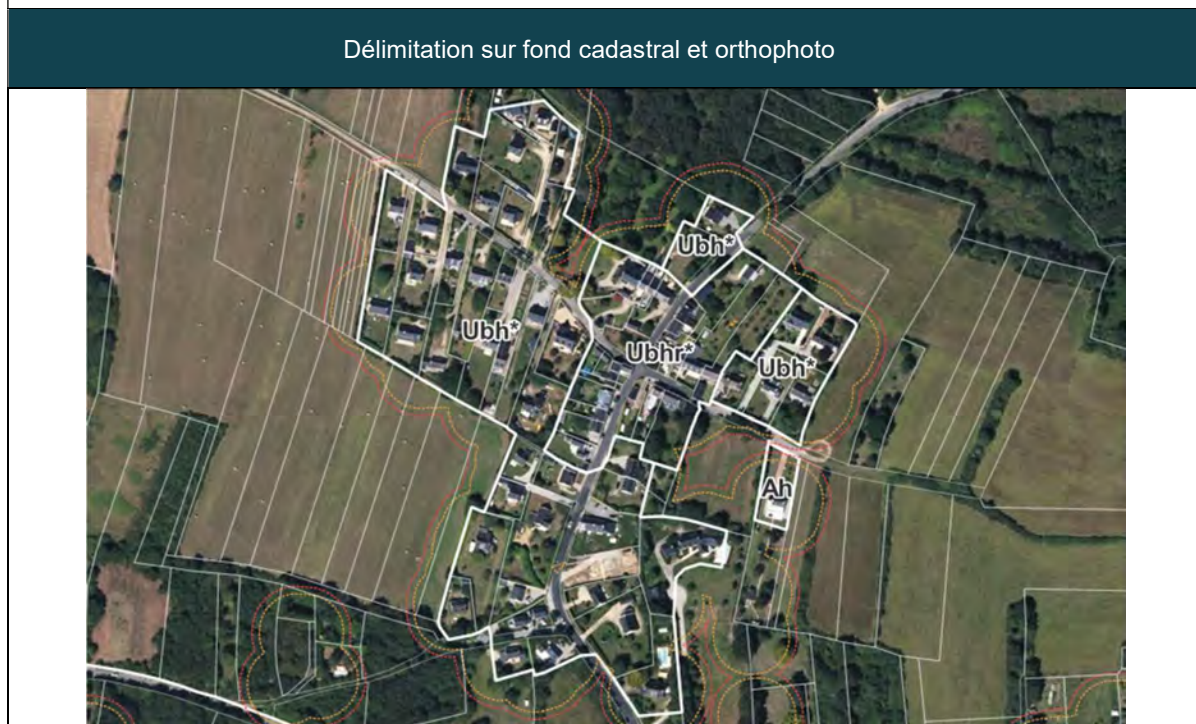 Délimitation sur fond cadastral et orthophoto
Ubh*
Ubh*
Ubhr*
Ubh*
Ah